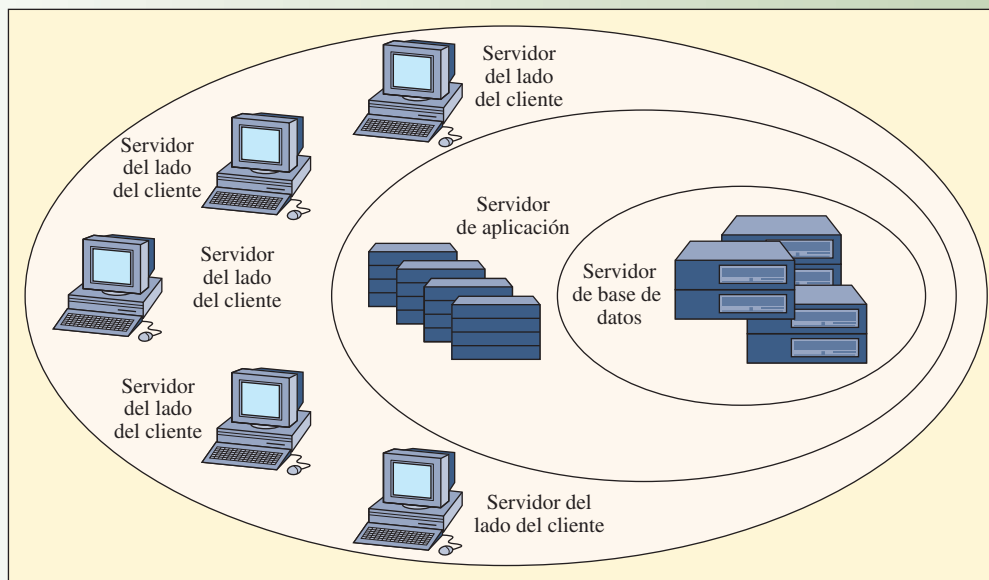 Servidor
del lado
del cliente
Servidor
del lado
del cliente
Servidor
de aplicación
Servidor
del lado
del cliente
Servidor
de base de
datos
Servidor
del lado
del cliente
Servidor del
lado del cliente